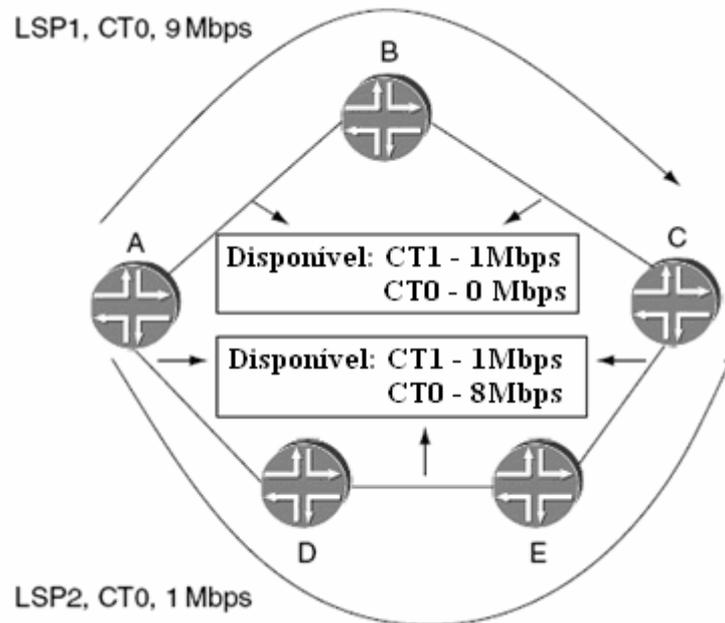 LSP1, CT0, 9 Mbps
B
A
C
Disponível: CT1 - 1Mbps
CT0 - 0 Mbps
Disponível: CT1 - 1Mbps
CT0 - 8Mbps
D
E
LSP2, CT0, 1 Mbps